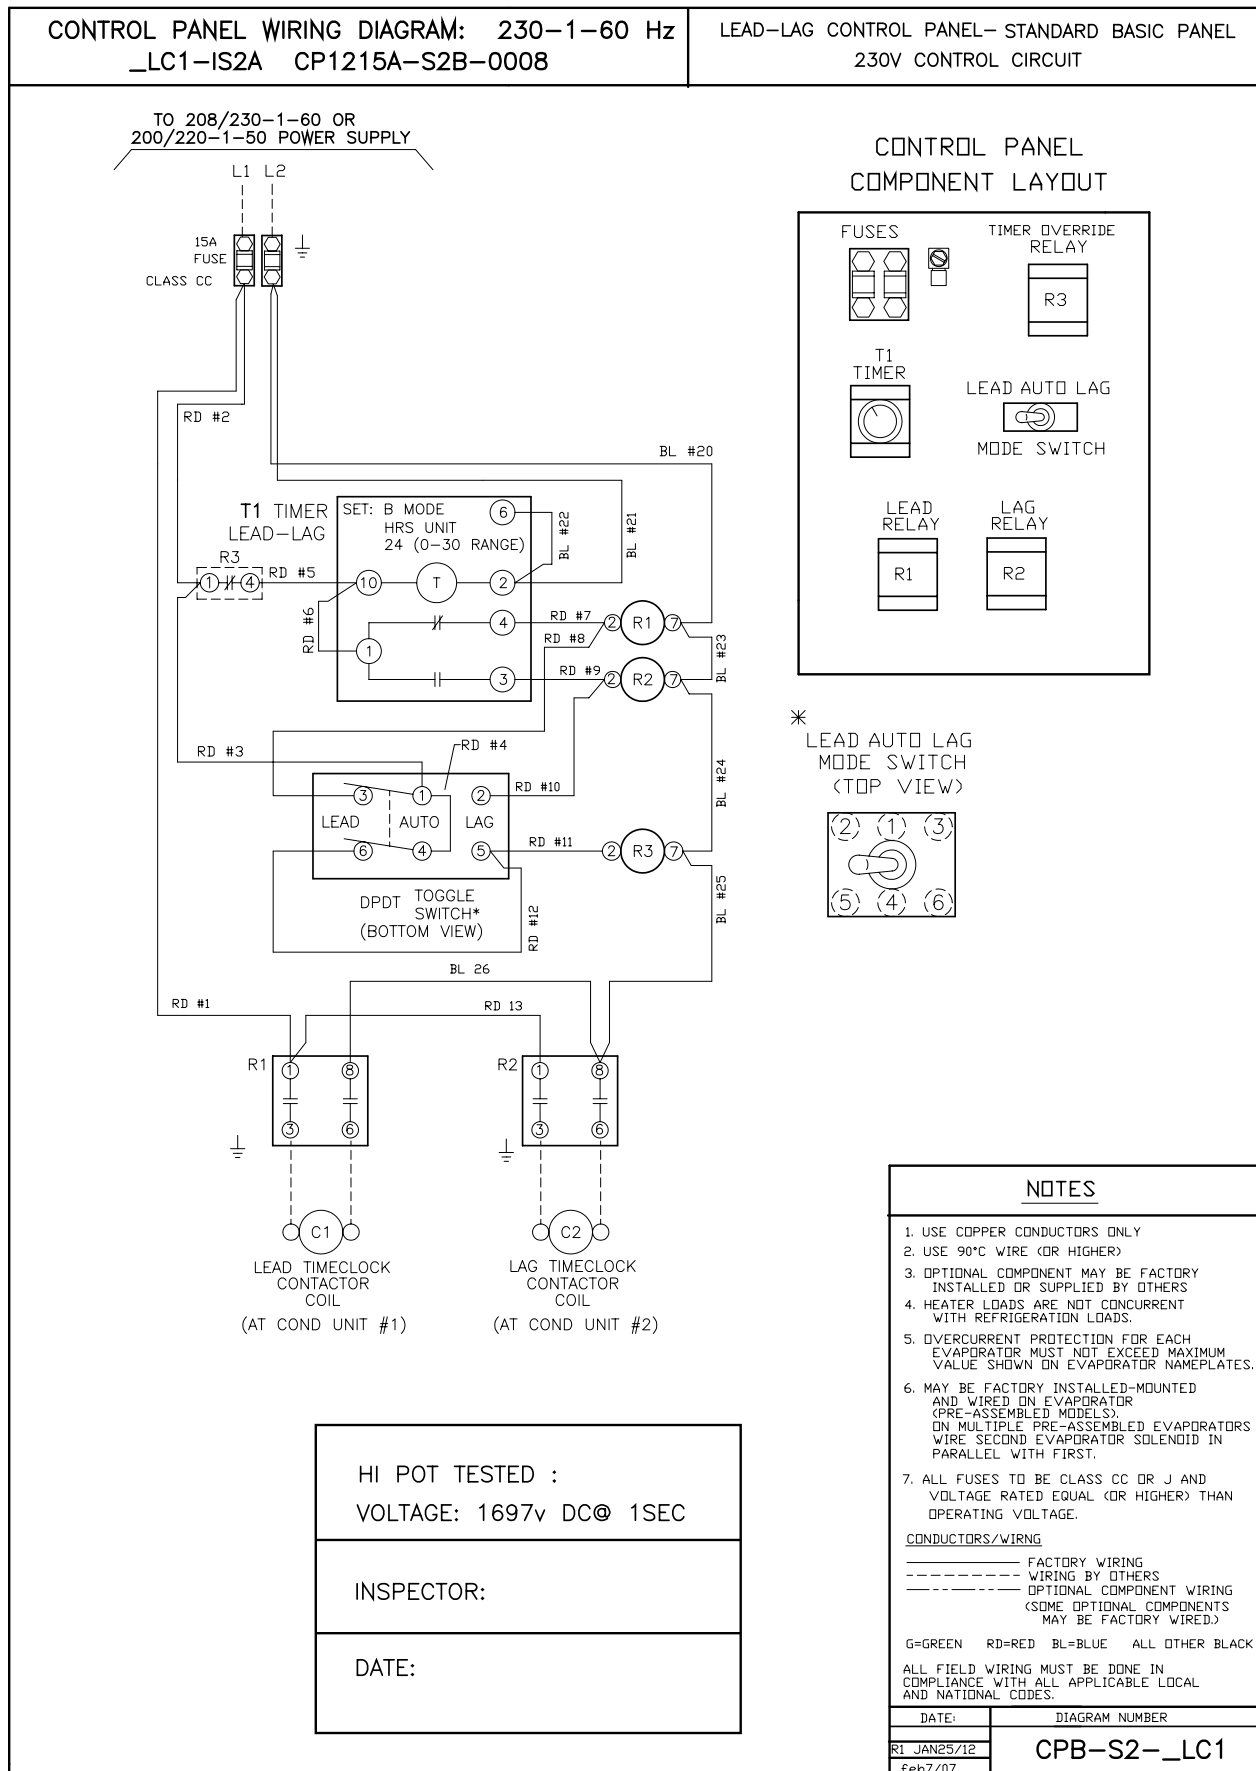 CONTROL PANEL WIRING DIAGRAM: 230-1-60 Hz
_LC1-IS2A CP1215A-S2B-0008
LEAD-LAG CONTROL PANEL- STANDARD BASIC PANEL
230V CONTROL CIRCUIT
TO 208/230-1-60 OR
200/220-1-50 POWER SUPPLY
L1 L2
15A
FUSE
CLASS CC
RD #2
BL #20
T1 TIMER
LEAD-LAG
SET: B MODE
HRS UNIT
24 (0-30 RANGE)
6
BL #22
BL #21
R3
1 4
RD #5
10 T 2
RD #6
1
4
RD #7
RD #8
2 R1 7
BL #23
3
RD #9
2 R2 7
RD #3
RD #4
BL #24
3 1 2
RD #10
LEAD AUTO LAG
6 4 5
RD #11
2 R3 7
BL #25
DPDT TOGGLE
SWITCH*
(BOTTOM VIEW)
RD #12
BL 26
RD #1
RD 13
R1
1 8
3 6
R2
1 8
3 6
C1
LEAD TIMECLOCK
CONTACTOR
COIL
(AT COND UNIT #1)
C2
LAG TIMECLOCK
CONTACTOR
COIL
(AT COND UNIT #2)
CONTROL PANEL
COMPONENT LAYOUT
FUSES
TIMER OVERRIDE
RELAY
R3
T1
TIMER
LEAD AUTO LAG
MODE SWITCH
LEAD
RELAY
R1
LAG
RELAY
R2
*
LEAD AUTO LAG
MODE SWITCH
(TOP VIEW)
2 1 3
5 4 6
HI POT TESTED :
VOLTAGE: 1697v DC@ 1SEC
INSPECTOR:
DATE:
NOTES
1. USE COPPER CONDUCTORS ONLY
2. USE 90°C WIRE (OR HIGHER)
3. OPTIONAL COMPONENT MAY BE FACTORY
INSTALLED OR SUPPLIED BY OTHERS
4. HEATER LOADS ARE NOT CONCURRENT
WITH REFRIGERATION LOADS.
5. OVERCURRENT PROTECTION FOR EACH
EVAPORATOR MUST NOT EXCEED MAXIMUM
VALUE SHOWN ON EVAPORATOR NAMEPLATES.
6. MAY BE FACTORY INSTALLED-MOUNTED
AND WIRED ON EVAPORATOR
(PRE-ASSEMBLED MODELS).
ON MULTIPLE PRE-ASSEMBLED EVAPORATORS
WIRE SECOND EVAPORATOR SOLENOID IN
PARALLEL WITH FIRST.
7. ALL FUSES TO BE CLASS CC OR J AND
VOLTAGE RATED EQUAL (OR HIGHER) THAN
OPERATING VOLTAGE.
CONDUCTORS/WIRNG
FACTORY WIRING
WIRING BY OTHERS
OPTIONAL COMPONENT WIRING
(SOME OPTIONAL COMPONENTS
MAY BE FACTORY WIRED.)
G=GREEN RD=RED BL=BLUE ALL OTHER BLACK
ALL FIELD WIRING MUST BE DONE IN
COMPLIANCE WITH ALL APPLICABLE LOCAL
AND NATIONAL CODES.
DATE:
DIAGRAM NUMBER
R1 JAN25/12
feb7/07
CPB-S2-_LC1